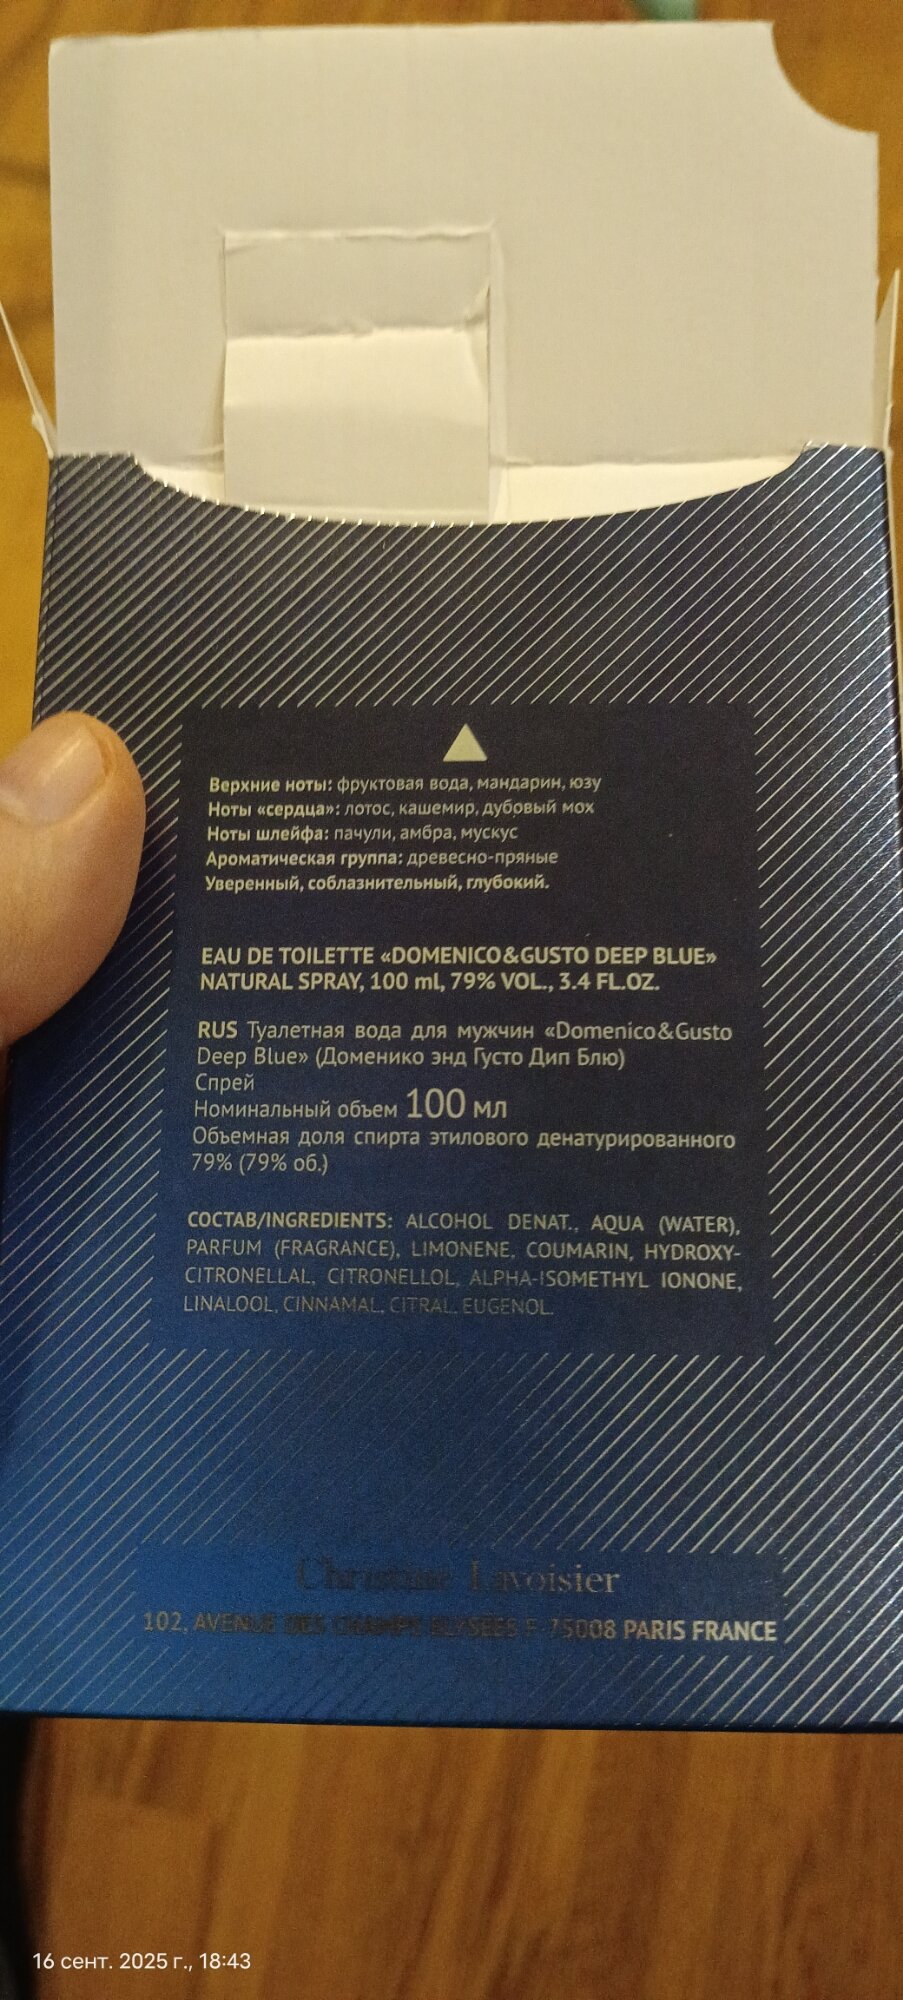 Верхние ноты: фруктовая вода, мандарин, юзу
Ноты «сердца»: лотос, кашемир, дубовый мох
Ноты шлейфа: пачули, амбра, мускус
Ароматическая группа: древесно-пряные
Уверенный, соблазнительный, глубокий.
EAU DE TOILETTE «DOMENICO&GUSTO DEEP BLUE»
NATURAL SPRAY, 100 ml, 79% VOL., 3.4 FL.OZ.
RUS Туалетная вода для мужчин «Domenico&Gusto
Deep Blue» (Доменико энд Густо Дип Блю)
Спрей
Номинальный объем 100 мл
Объемная доля спирта этилового денатурированного
79% (79% об.)
СОСТАВ/INGREDIENTS: ALCOHOL DENAT., AQUA (WATER),
PARFUM (FRAGRANCE), LIMONENE, COUMARIN, HYDROXY-
CITRONELLAL, CITRONELLOL, ALPHA-ISOMETHYL IONONE,
LINALOOL, CINNAMAL, CITRAL, EUGENOL.
Christine Lavoisier
102, AVENUE DES CHAMPS ELYSEES F-75008 PARIS FRANCE
16 сент. 2025 г., 18:43